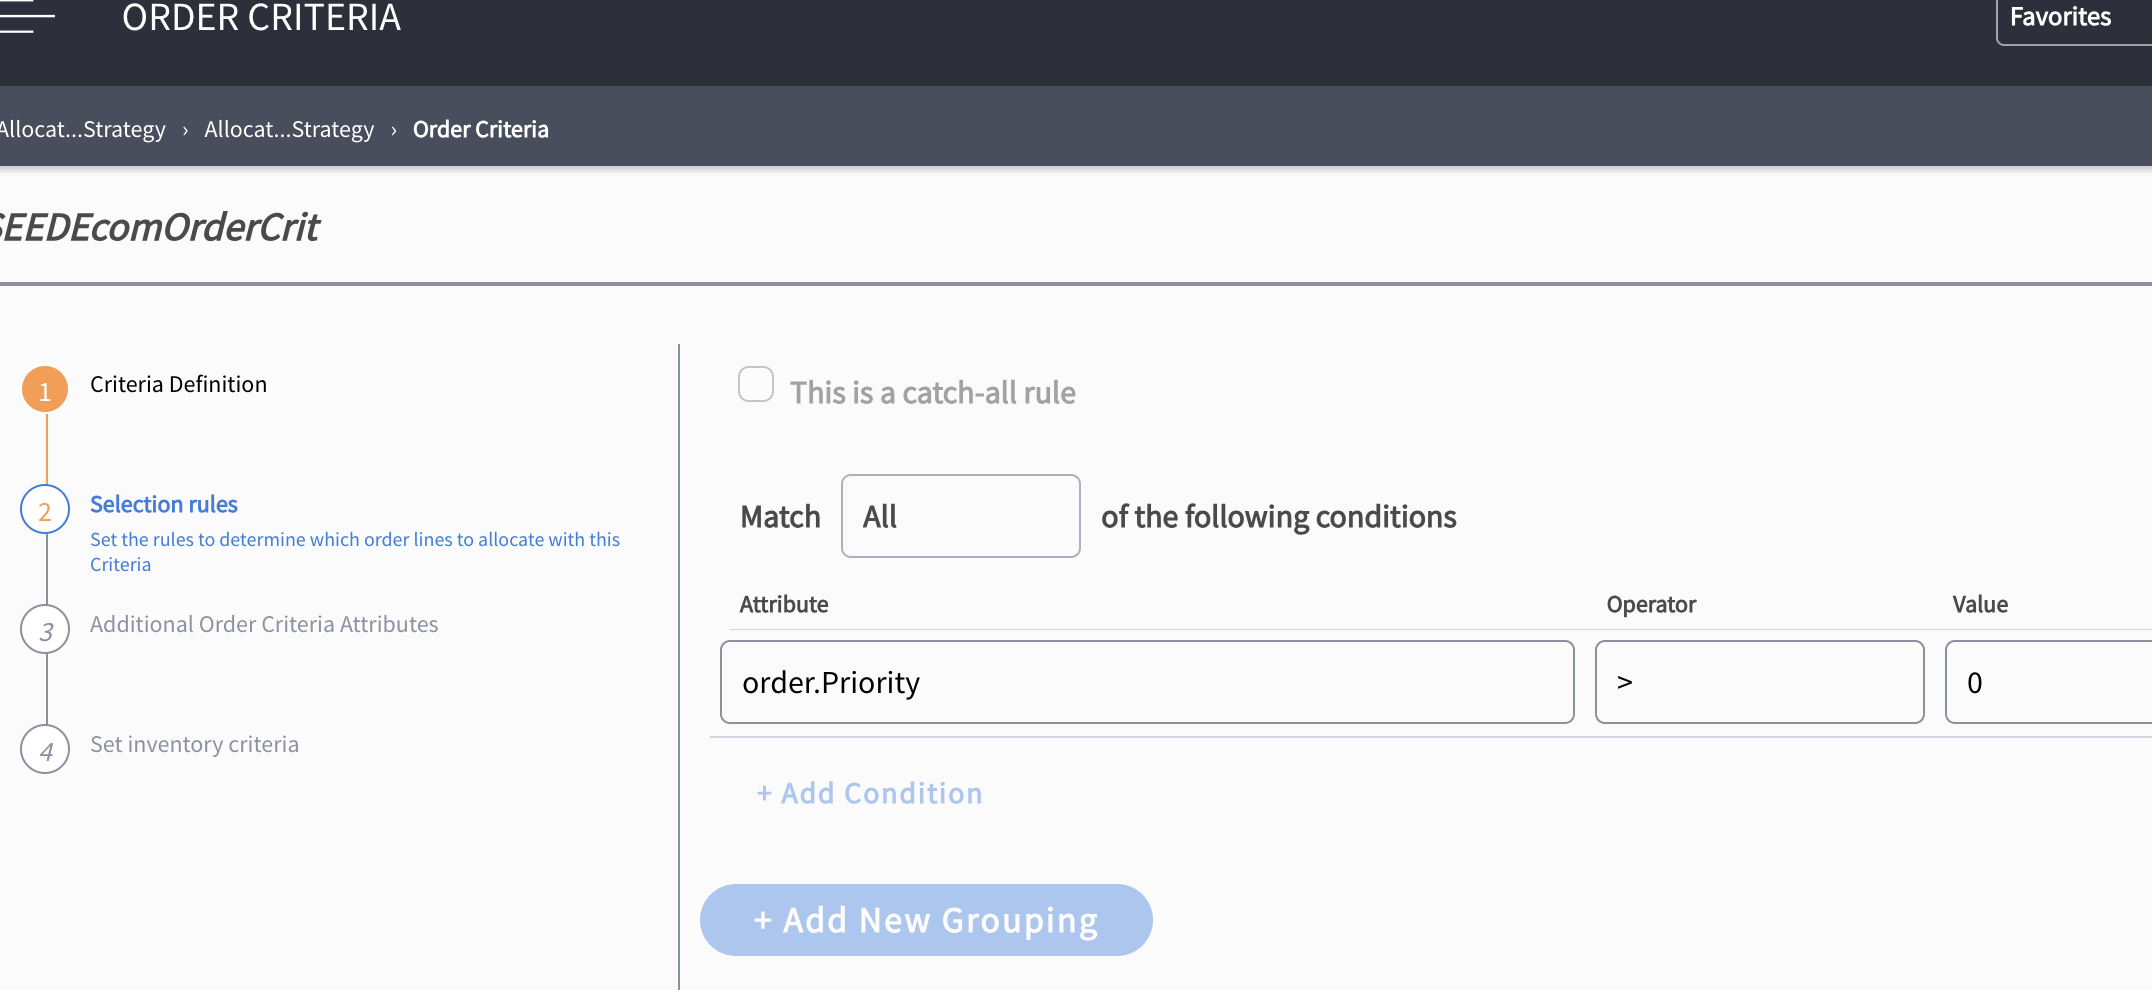 ORDER CRITERIA
Favorites
Allocat...Strategy › Allocat...Strategy › Order Criteria
SEEDEcomOrderCrit
1 Criteria Definition
2 Selection rules
Set the rules to determine which order lines to allocate with this
Criteria
3 Additional Order Criteria Attributes
4 Set inventory criteria
This is a catch-all rule
Match All of the following conditions
Attribute Operator Value
order.Priority > 0
+ Add Condition
+ Add New Grouping